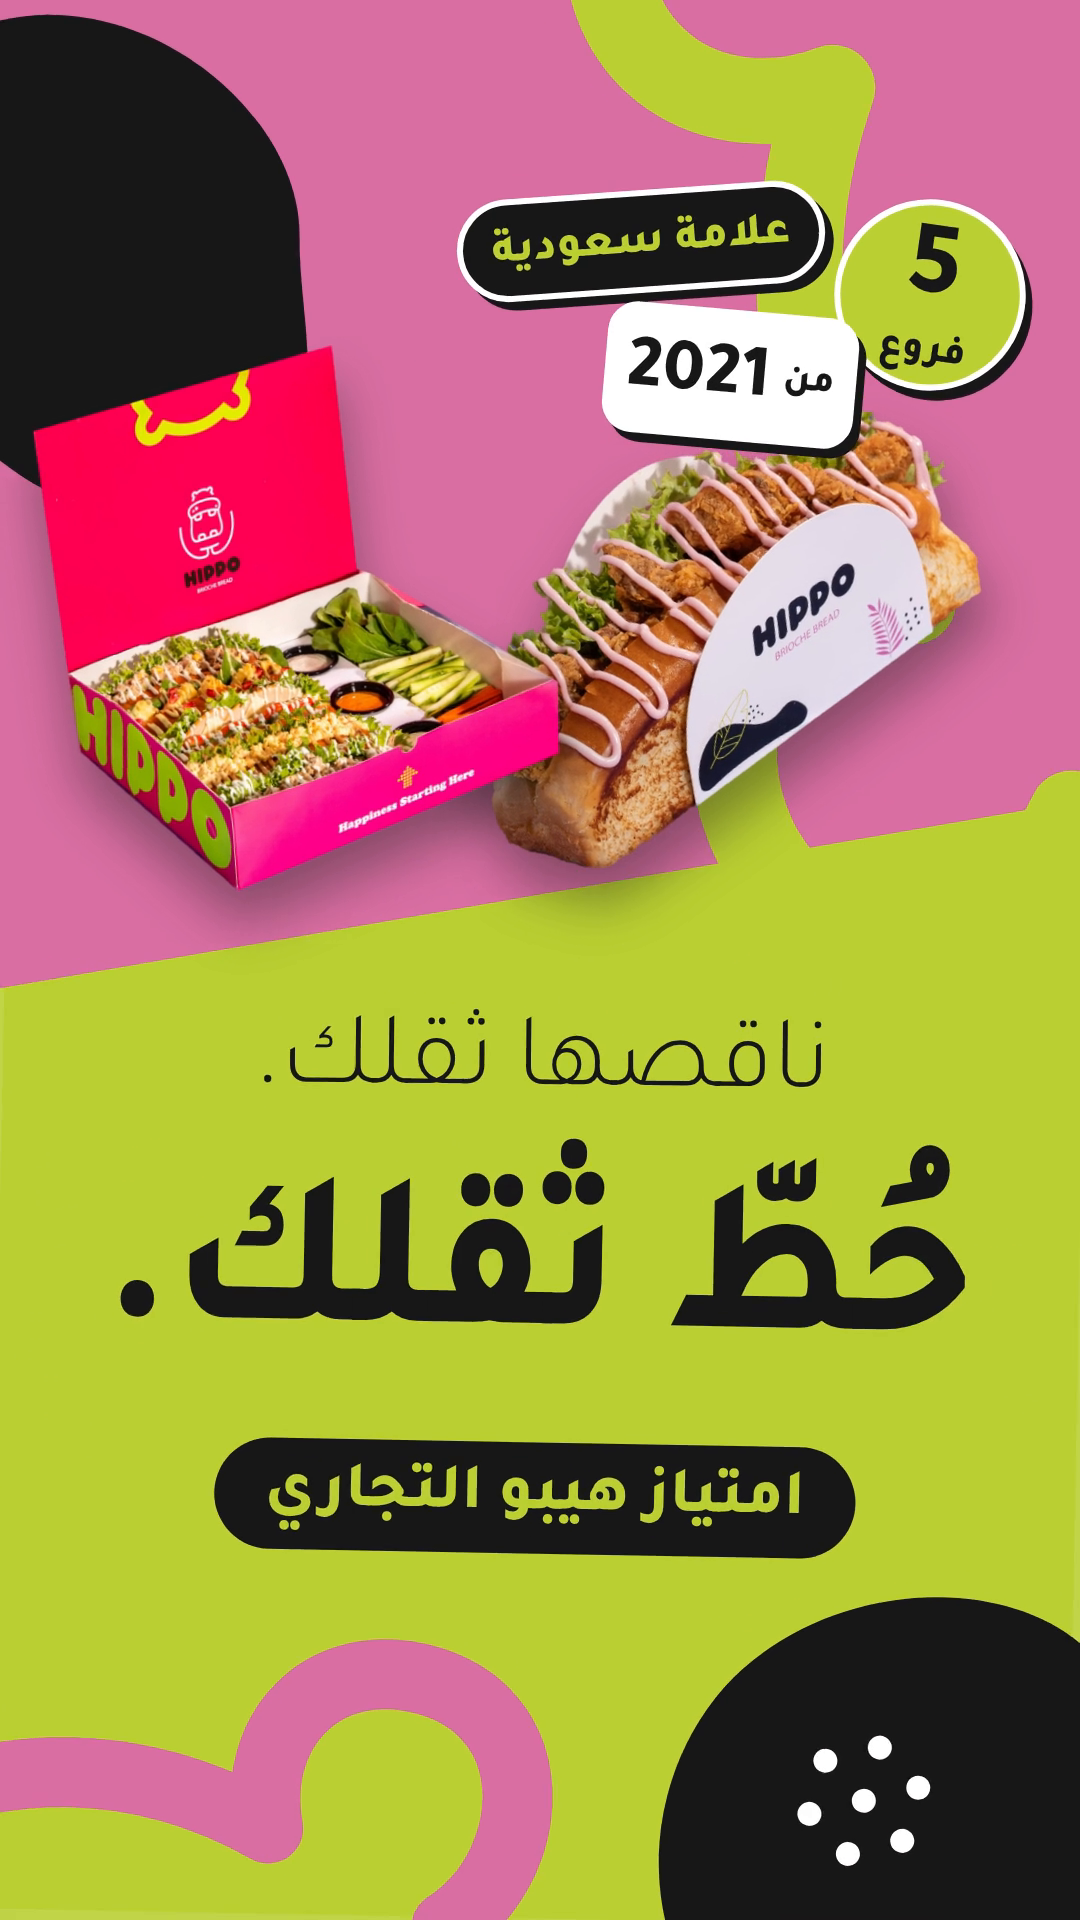 علامة سعودية
5
فروع
من 2021
HIPPO
BRIOCHE BREAD
HIPPO
BRIOCHE BREAD
HIPPO
Happiness Starting Here
ناقصها ثقلك.
حُطّ ثقلك.
امتياز هيبو التجاري